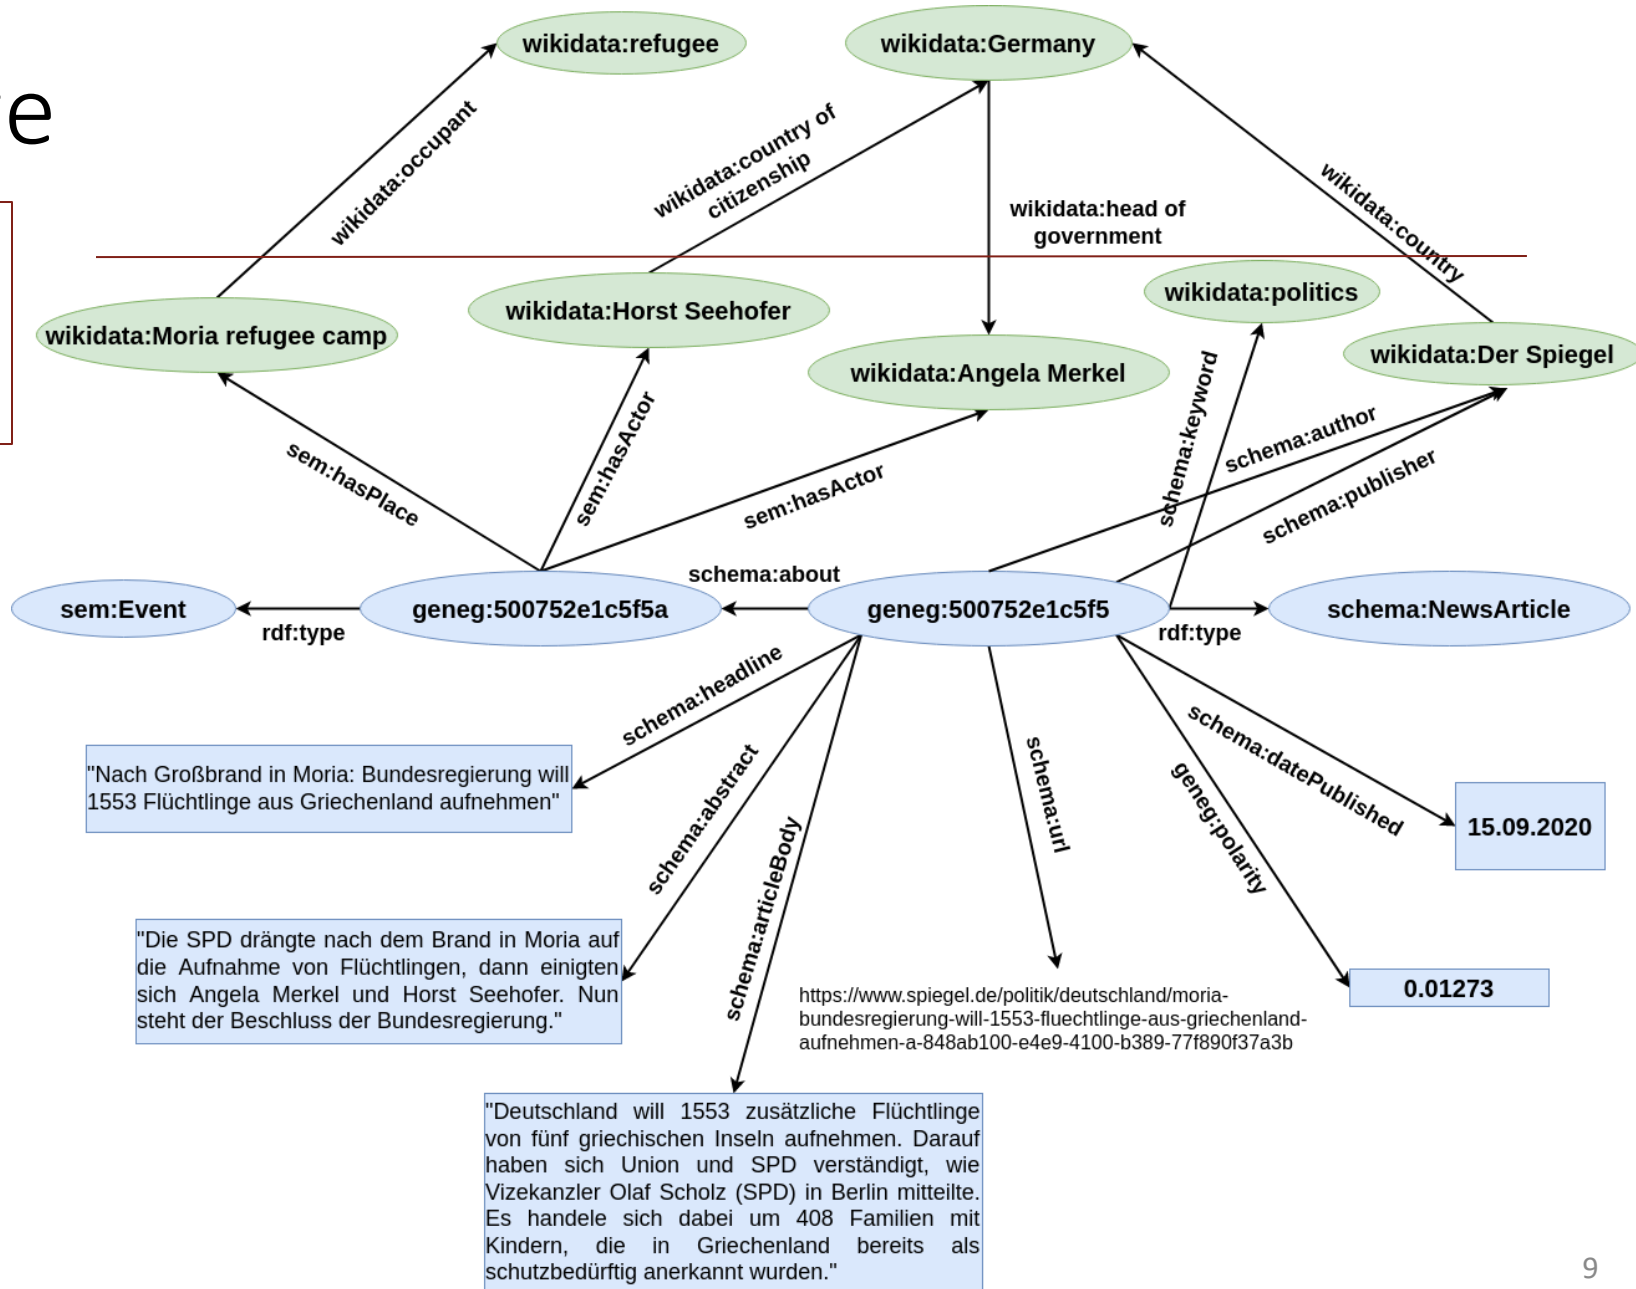 wikidata:refugee
wikidata:Germany
e
wikidata:occupant
wikidata:country of
citizenship
wikidata:head of
government
wikidata:country
wikidata:Moria refugee camp
wikidata:Horst Seehofer
wikidata:Angela Merkel
wikidata:politics
wikidata:Der Spiegel
sem:hasPlace
sem:hasActor
sem:hasActor
schema:keyword
schema:author
schema:publisher
schema:about
sem:Event
rdf:type
geneg:500752e1c5f5a
geneg:500752e1c5f5
rdf:type
schema:NewsArticle
schema:headline
schema:abstract
schema:articleBody
schema:url
geneg:polarity
schema:datePublished
"Nach Großbrand in Moria: Bundesregierung will
1553 Flüchtlinge aus Griechenland aufnehmen"
15.09.2020
"Die SPD drängte nach dem Brand in Moria auf
die Aufnahme von Flüchtlingen, dann einigten
sich Angela Merkel und Horst Seehofer. Nun
steht der Beschluss der Bundesregierung."
https://www.spiegel.de/politik/deutschland/moria-
bundesregierung-will-1553-fluechtlinge-aus-griechenland-
aufnehmen-a-848ab100-e4e9-4100-b389-77f890f37a3b
0.01273
"Deutschland will 1553 zusätzliche Flüchtlinge
von fünf griechischen Inseln aufnehmen. Darauf
haben sich Union und SPD verständigt, wie
Vizekanzler Olaf Scholz (SPD) in Berlin mitteilte.
Es handele sich dabei um 408 Familien mit
Kindern, die in Griechenland bereits als
schutzbedürftig anerkannt wurden."
9